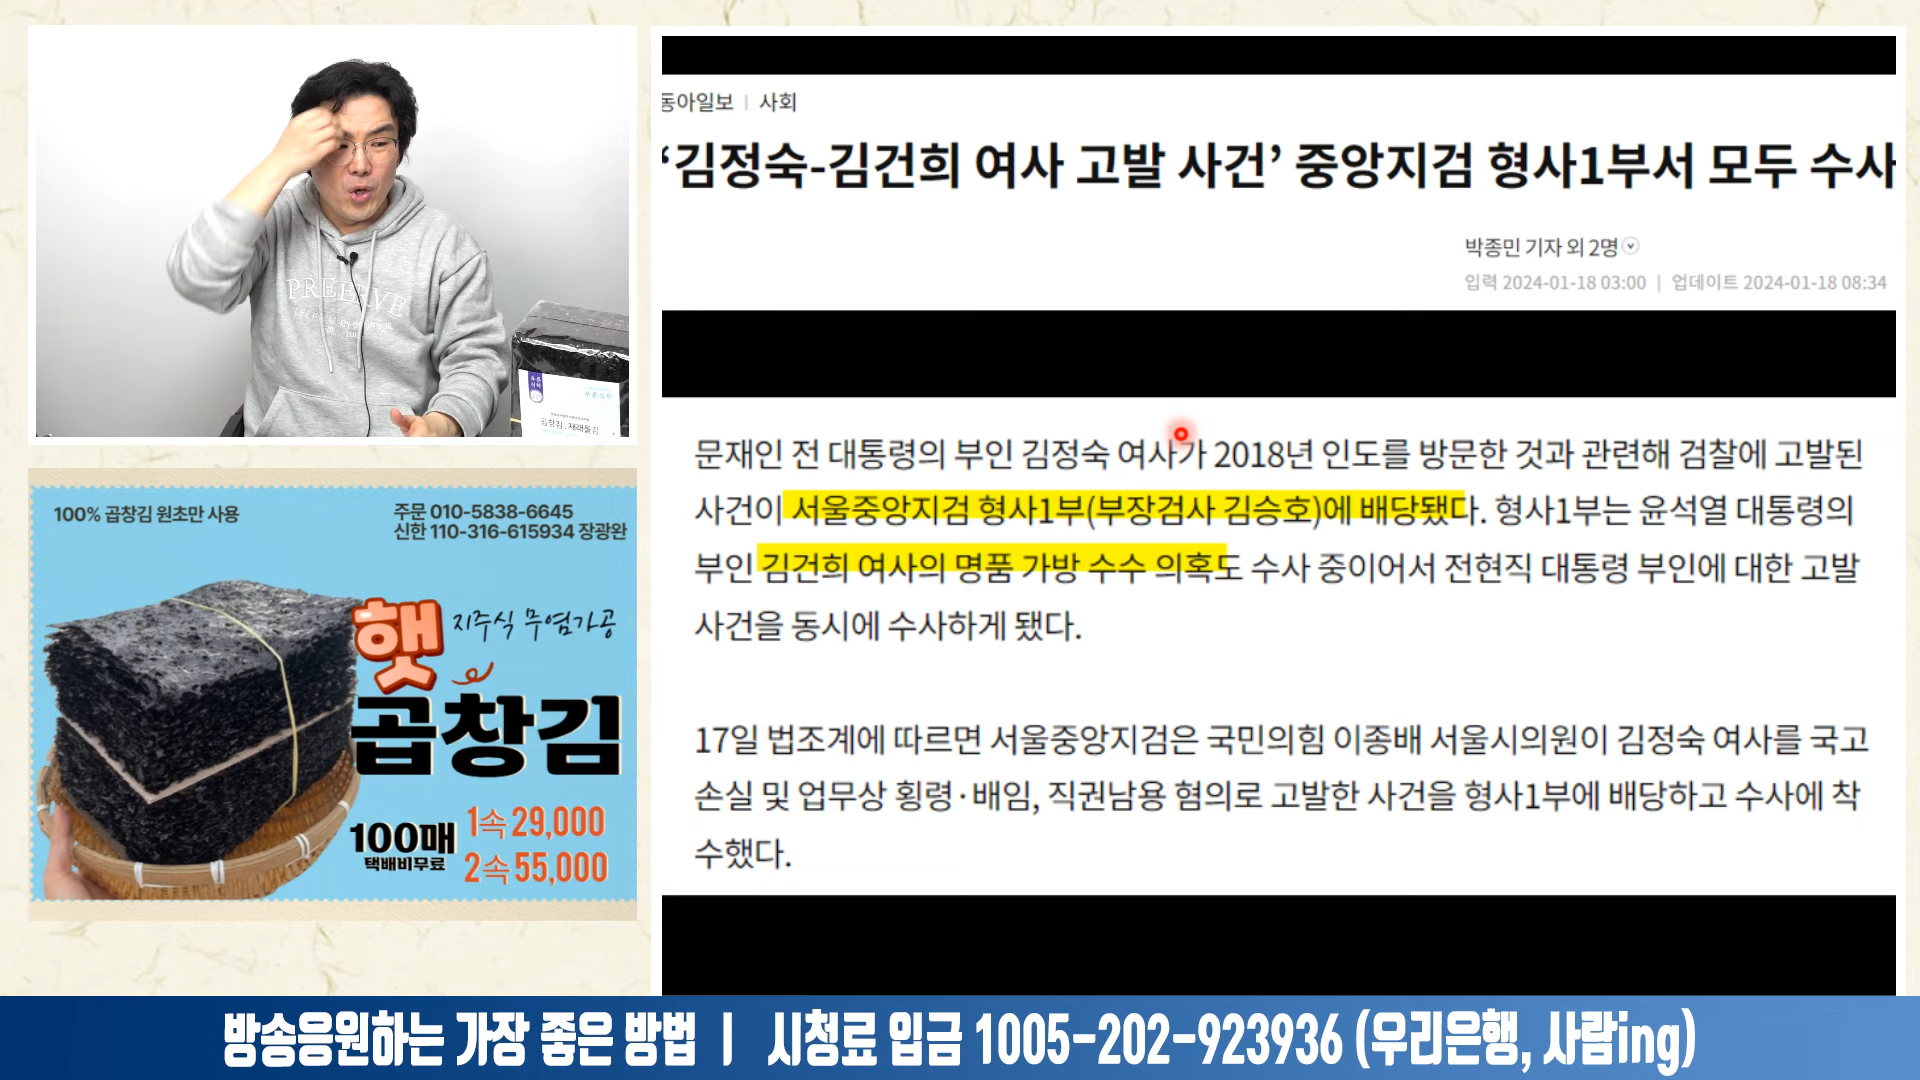 PREERVE
곱창김, 재래돌김
100% 곱창김 원초만 사용
주문 010-5838-6645
신한 110-316-615934 장광완
햇 지주식 무염가공
곱창김
100매
택배비무료
1속 29,000
2속 55,000
동아일보 | 사회
‘김정숙-김건희 여사 고발 사건’ 중앙지검 형사1부서 모두 수사
박종민 기자 외 2명
입력 2024-01-18 03:00 | 업데이트 2024-01-18 08:34
문재인 전 대통령의 부인 김정숙 여사가 2018년 인도를 방문한 것과 관련해 검찰에 고발된
사건이 서울중앙지검 형사1부(부장검사 김승호)에 배당됐다. 형사1부는 윤석열 대통령의
부인 김건희 여사의 명품 가방 수수 의혹도 수사 중이어서 전현직 대통령 부인에 대한 고발
사건을 동시에 수사하게 됐다.
17일 법조계에 따르면 서울중앙지검은 국민의힘 이종배 서울시의원이 김정숙 여사를 국고
손실 및 업무상 횡령·배임, 직권남용 혐의로 고발한 사건을 형사1부에 배당하고 수사에 착
수했다.
방송응원하는 가장 좋은 방법 | 시청료 입금 1005-202-923936 (우리은행, 사람ing)